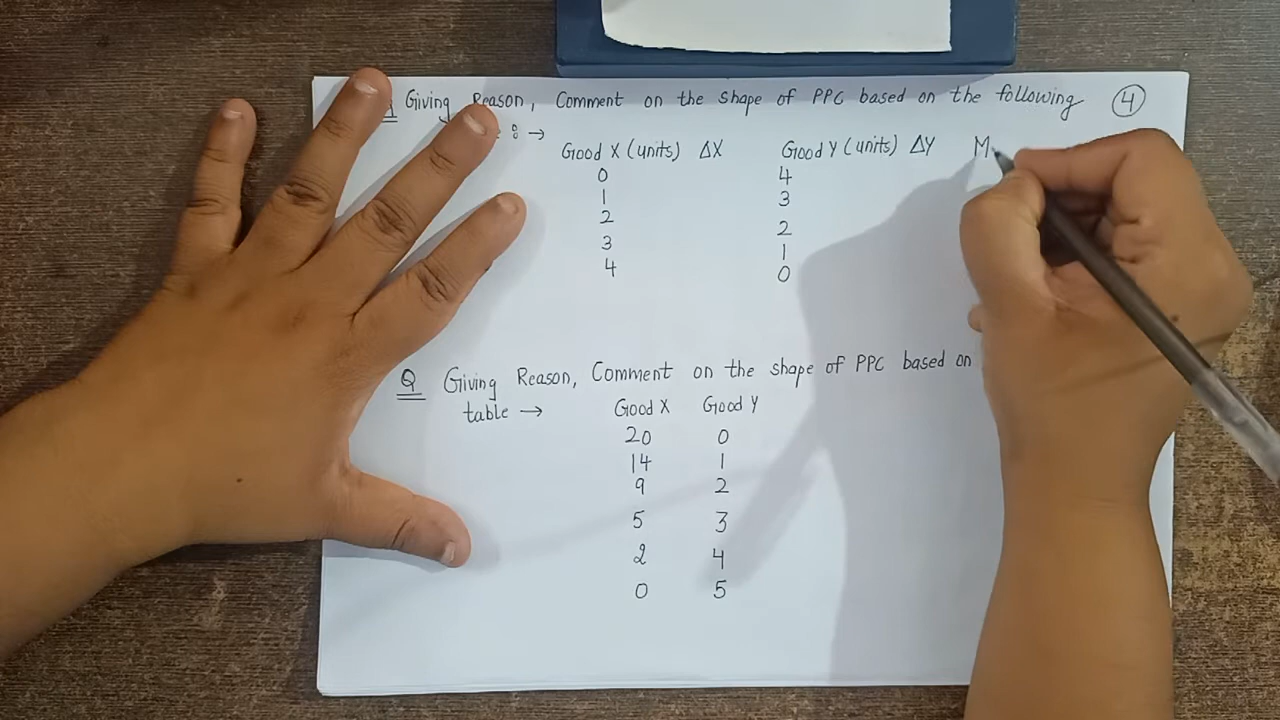 Giving Reason, Comment on the shape of PPC based on the following 4
: →
Good X (units) ΔX Good Y (units) ΔY M
0 4
1 3
2 2
3 1
4 0
Q Giving Reason, Comment on the shape of PPC based on
table →
Good X Good Y
20 0
14 1
9 2
5 3
2 4
0 5